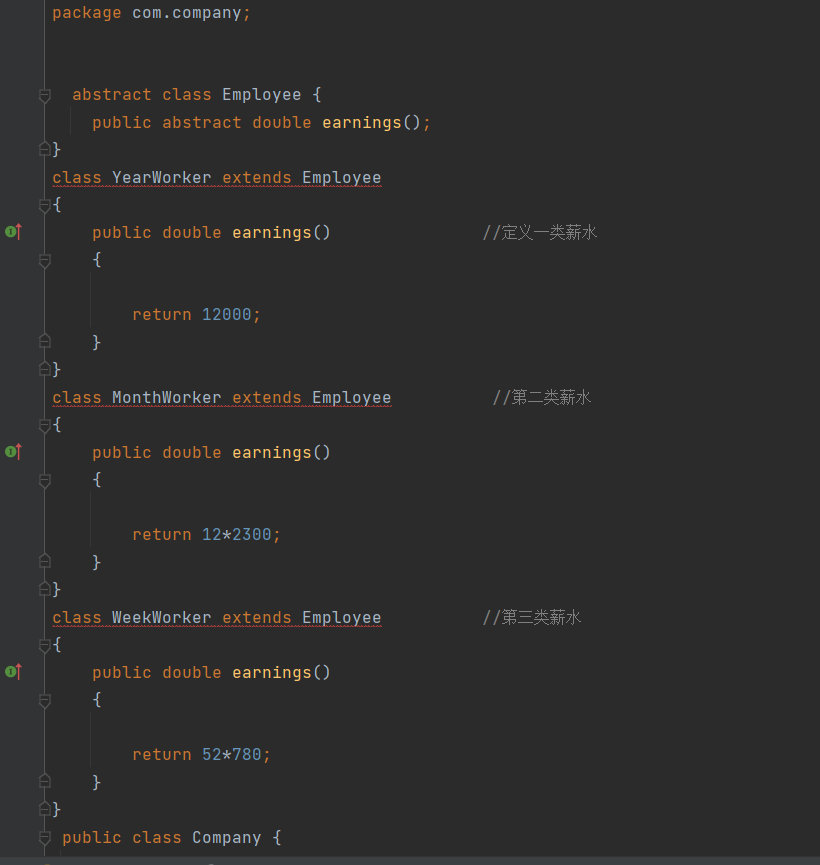 package com.company;
abstract class Employee {
public abstract double earnings();
}
class YearWorker extends Employee
{
public double earnings() //定义一类薪水
{
return 12000;
}
}
class MonthWorker extends Employee //第二类薪水
{
public double earnings()
{
return 12*2300;
}
}
class WeekWorker extends Employee //第三类薪水
{
public double earnings()
{
return 52*780;
}
}
public class Company {